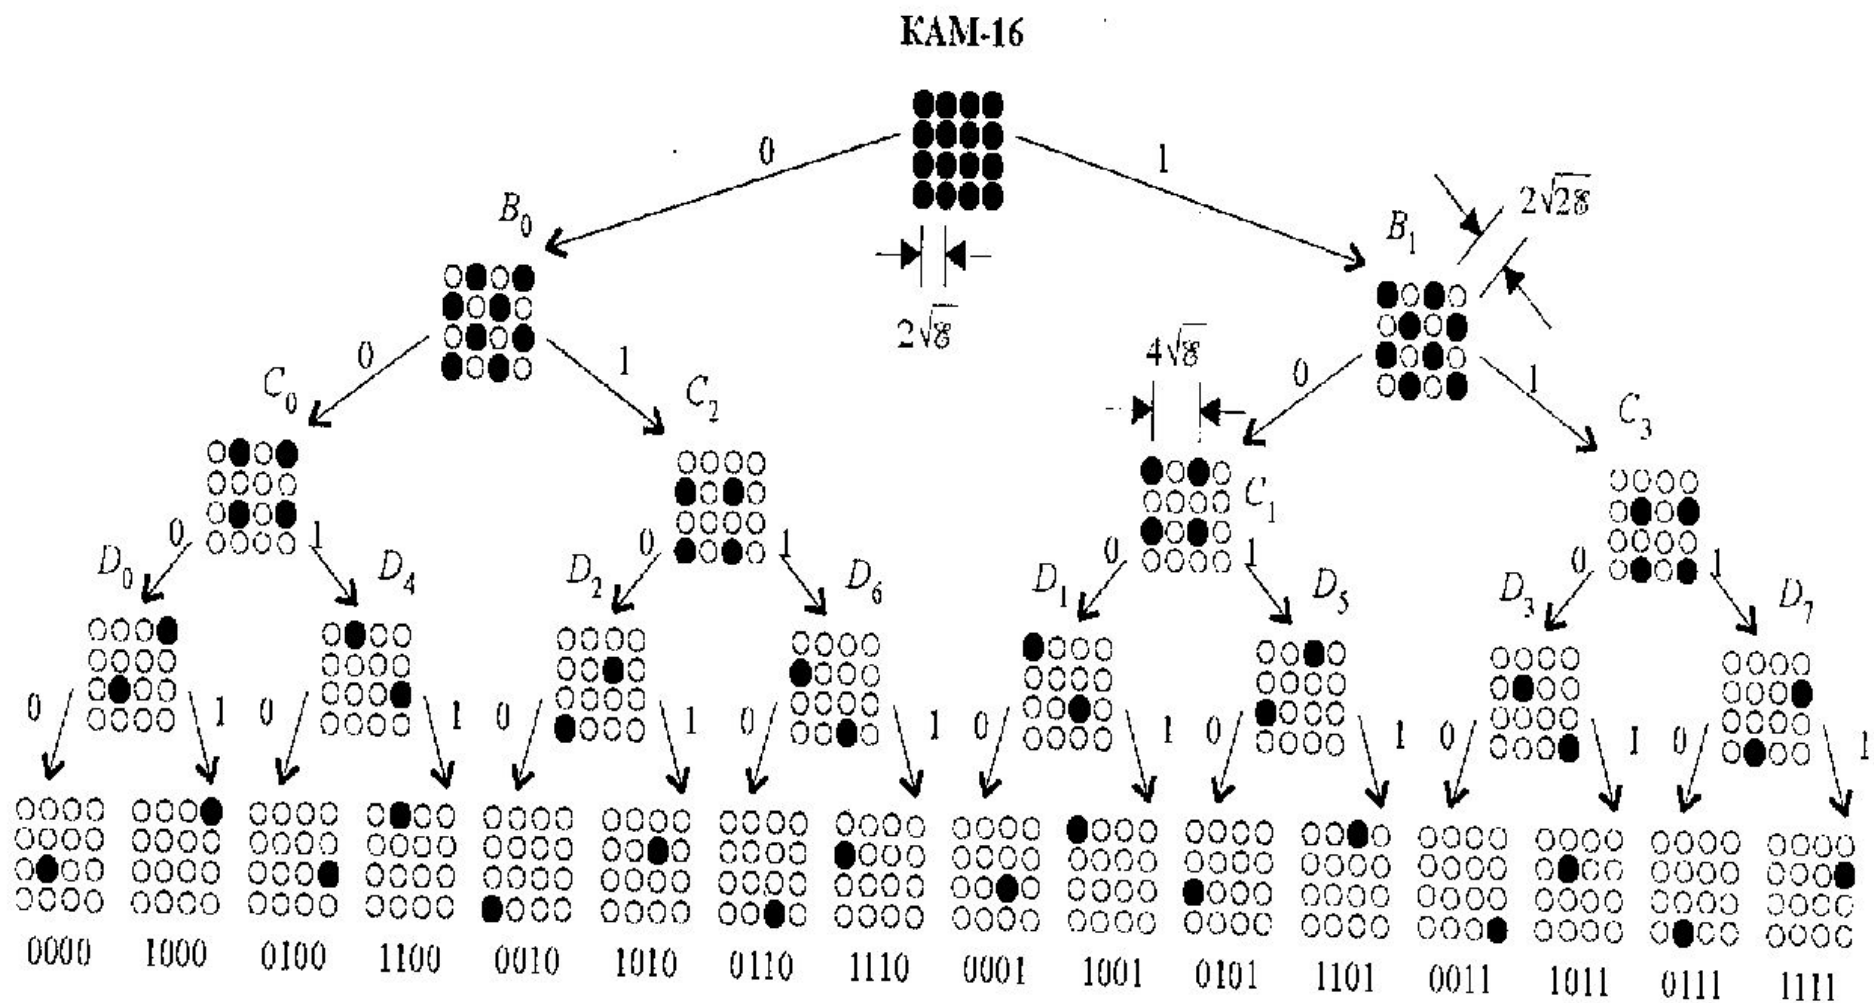 КАМ-16
0 1
B₀ B₁ 2√2ℰ
2√ℰ
0 1 4√ℰ 0 1
C₀ C₂ C₁ C₃
0 1 0 1 0 1 0 1
D₀ D₄ D₂ D₆ D₁ D₅ D₃ D₇
0 1 0 1 0 1 0 1 0 1 0 1 0 1 0 1
0000 1000 0100 1100 0010 1010 0110 1110 0001 1001 0101 1101 0011 1011 0111 1111